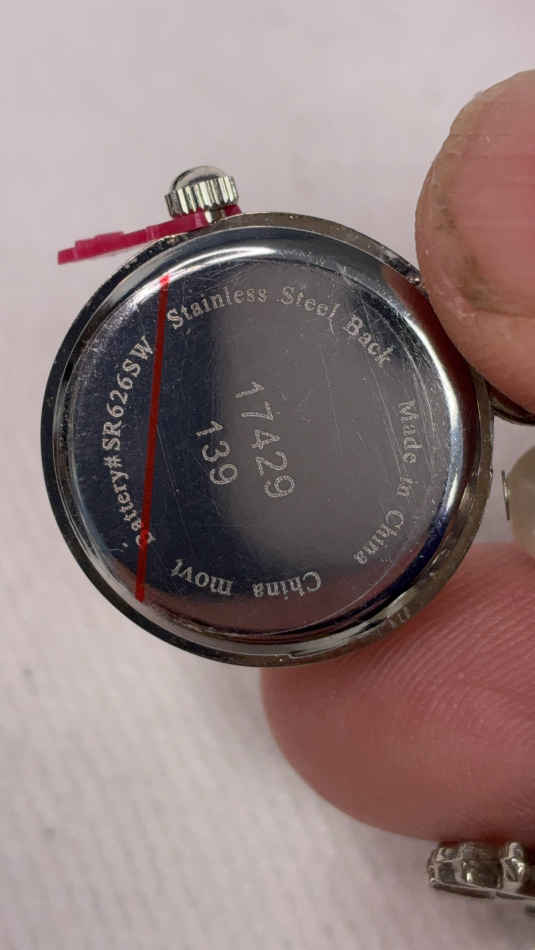 Battery#SR626SW
Stainless Steel Back
Made in China
China movt
17429
139